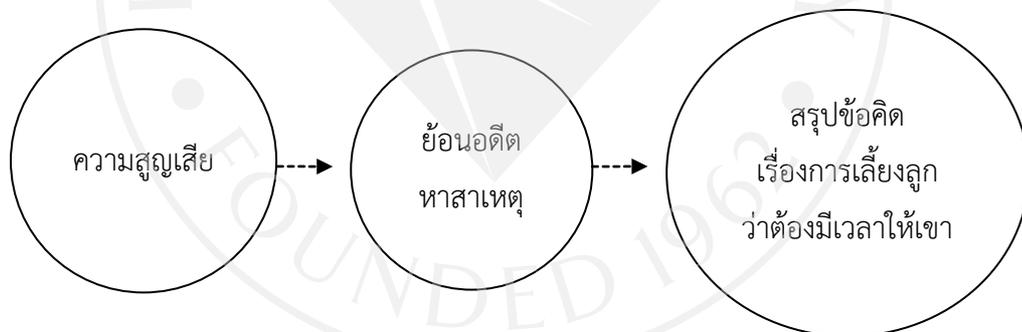 ความสูญเสีย
ย้อนอดีต
หาสาเหตุ
สรุปข้อคิด
เรื่องการเลี้ยงลูก
ว่าต้องมีเวลาให้เขา
FOUNDED 1962